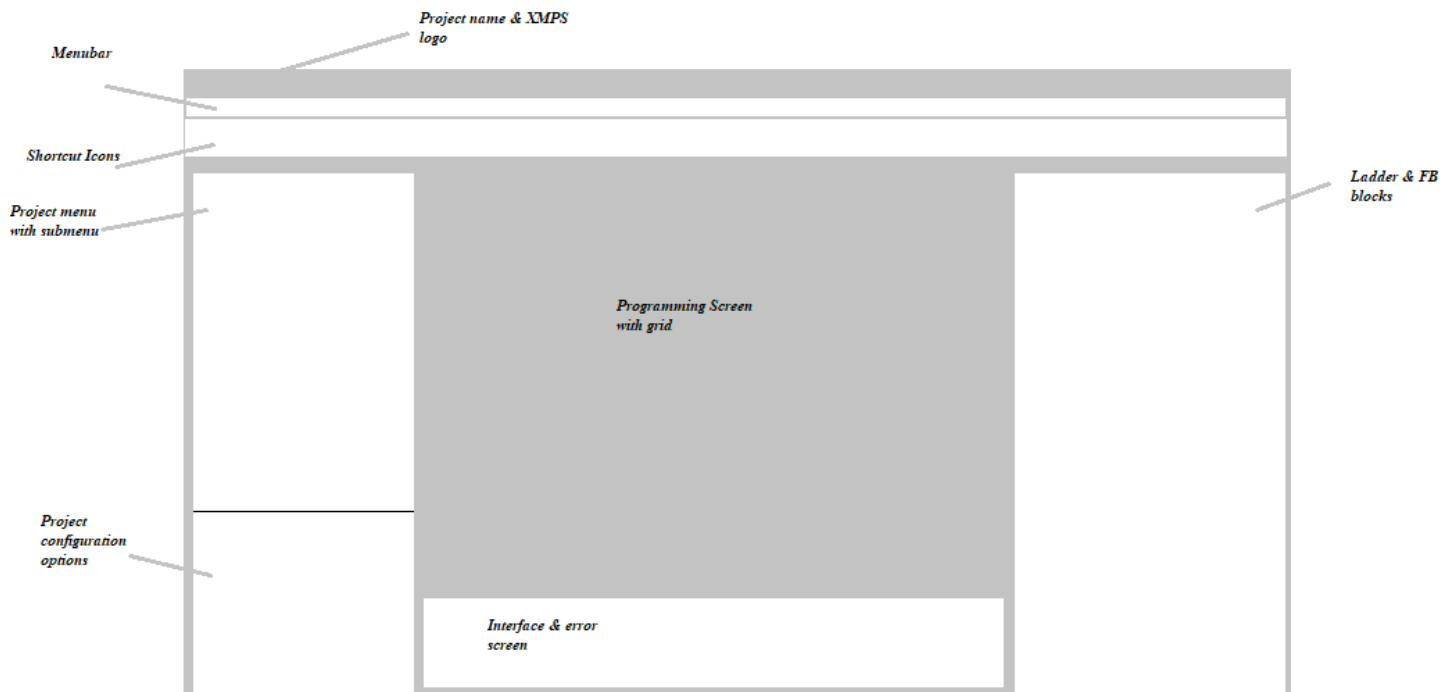 Project name & XMPS
logo
Menubar
Shortcut Icons
Ladder & FB
blocks
Project menu
with submenu
Programming Screen
with grid
Project
configuration
options
Interface & error
screen